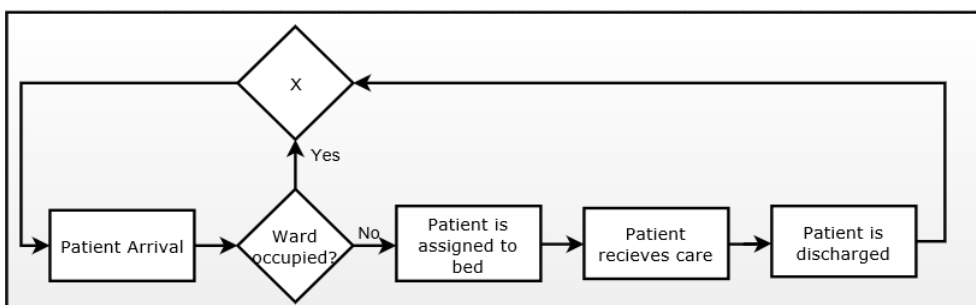 X
Yes
Patient Arrival
Ward
occupied?
No
Patient is
assigned to
bed
Patient
recieves care
Patient is
discharged